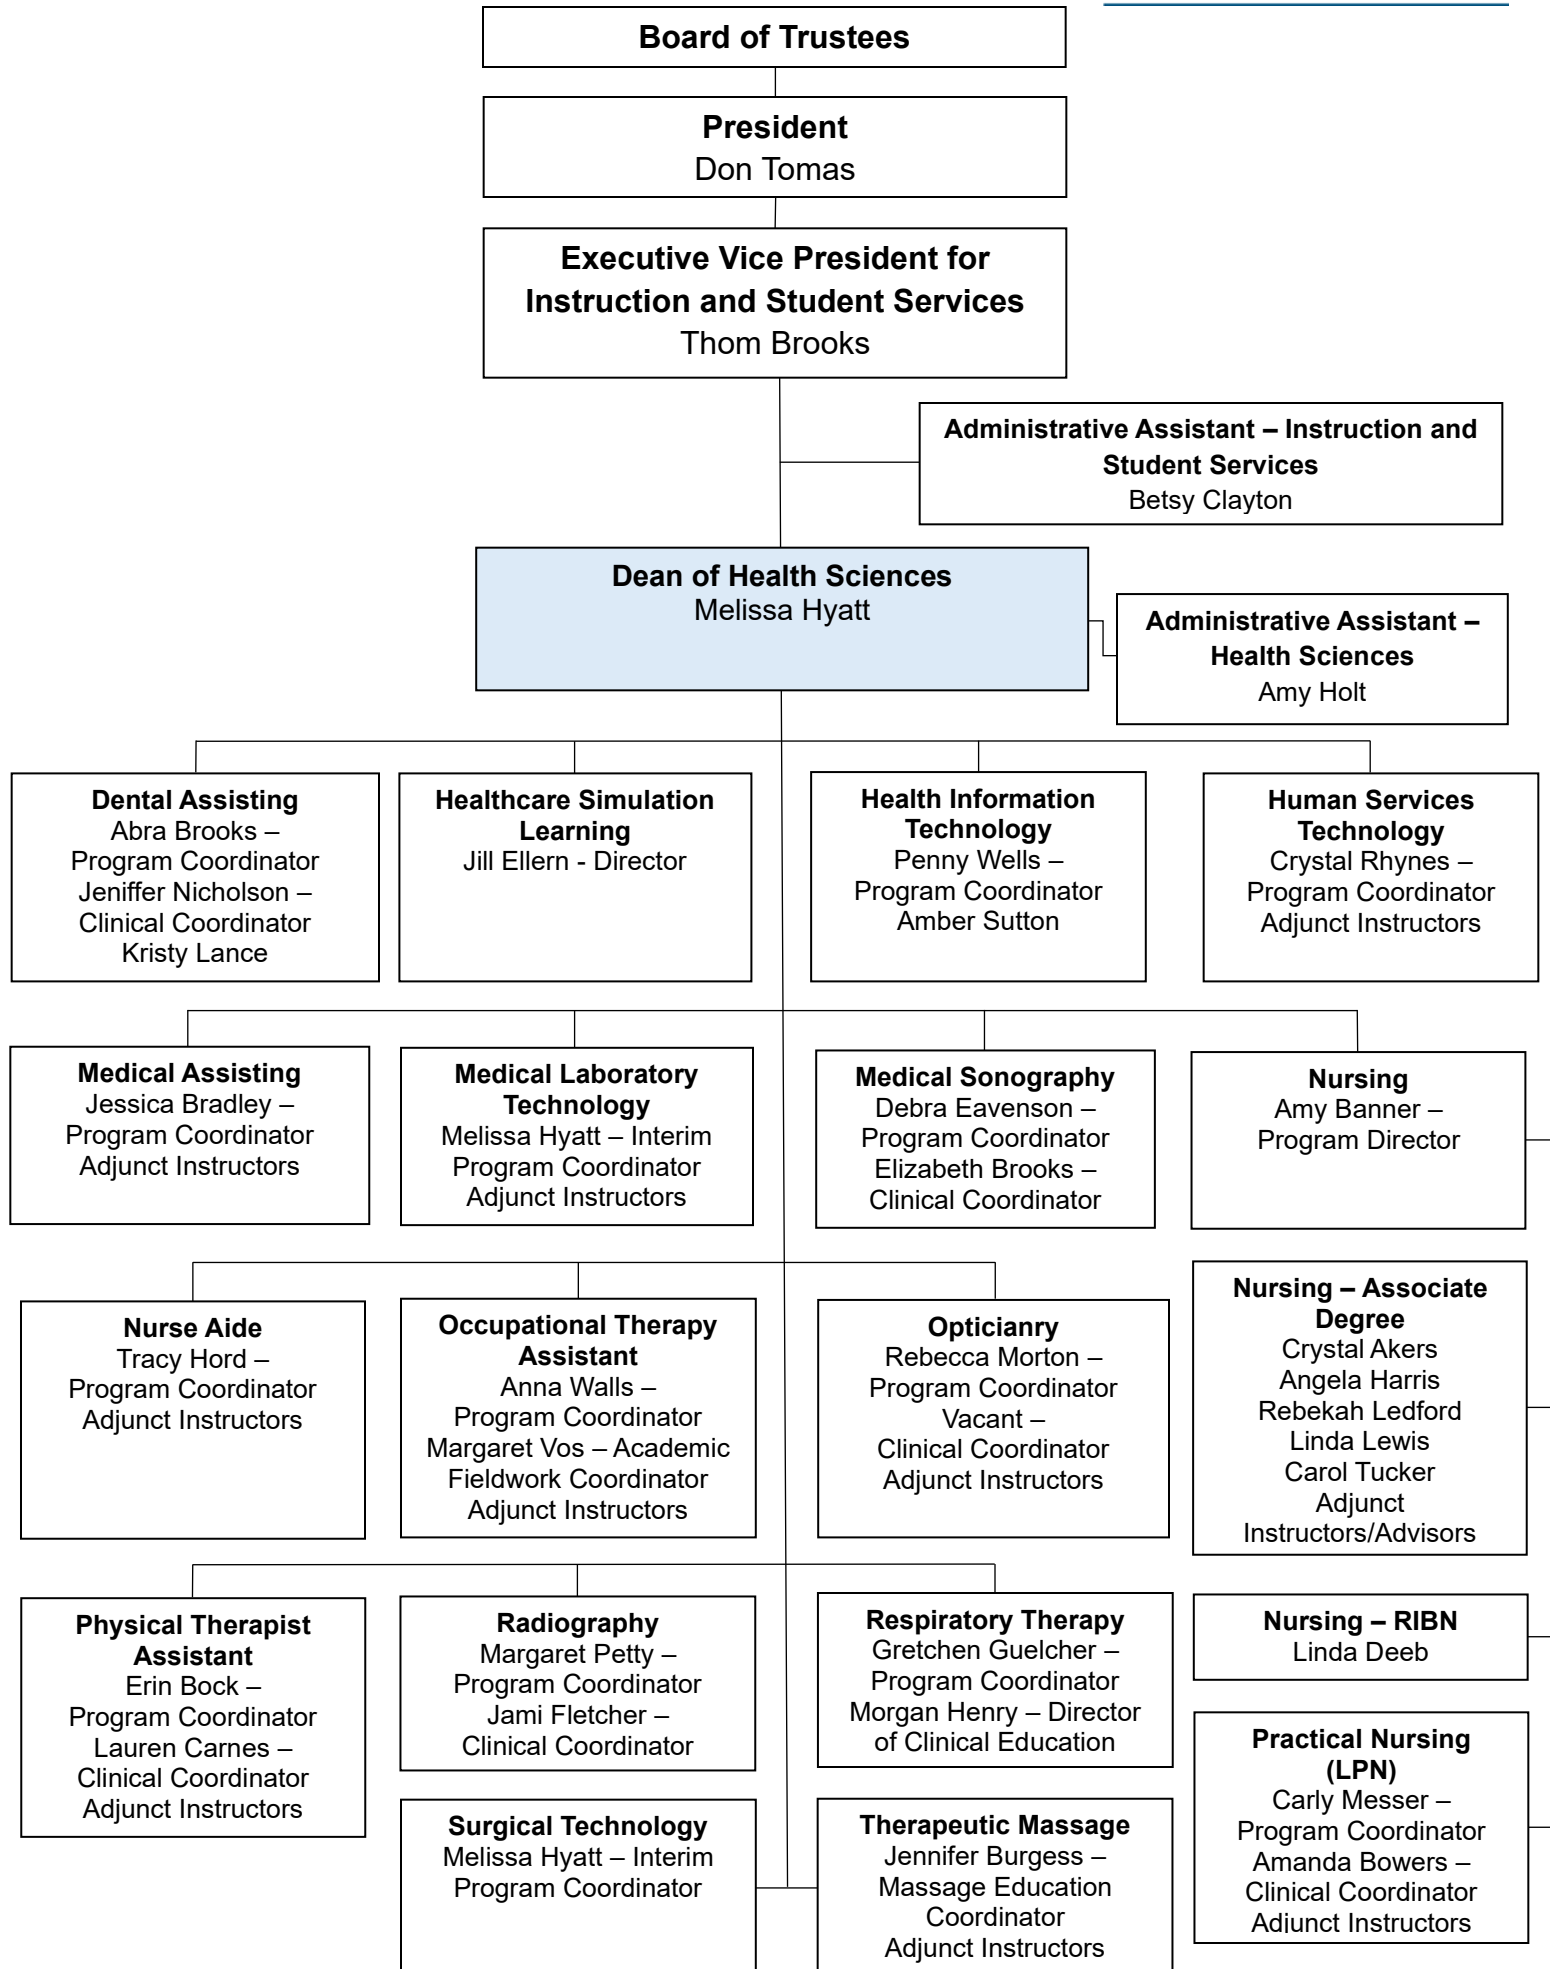 Board of Trustees
President
Don Tomas
Executive Vice President for
Instruction and Student Services
Thom Brooks
Administrative Assistant – Instruction and
Student Services
Betsy Clayton
Dean of Health Sciences
Melissa Hyatt
Administrative Assistant –
Health Sciences
Amy Holt
Dental Assisting
Abra Brooks –
Program Coordinator
Jeniffer Nicholson –
Clinical Coordinator
Kristy Lance
Healthcare Simulation
Learning
Jill Ellern - Director
Health Information
Technology
Penny Wells –
Program Coordinator
Amber Sutton
Human Services
Technology
Crystal Rhynes –
Program Coordinator
Adjunct Instructors
Medical Assisting
Jessica Bradley –
Program Coordinator
Adjunct Instructors
Medical Laboratory
Technology
Melissa Hyatt – Interim
Program Coordinator
Adjunct Instructors
Medical Sonography
Debra Eavenson –
Program Coordinator
Elizabeth Brooks –
Clinical Coordinator
Nursing
Amy Banner –
Program Director
Nurse Aide
Tracy Hord –
Program Coordinator
Adjunct Instructors
Occupational Therapy
Assistant
Anna Walls –
Program Coordinator
Margaret Vos – Academic
Fieldwork Coordinator
Adjunct Instructors
Opticianry
Rebecca Morton –
Program Coordinator
Vacant –
Clinical Coordinator
Adjunct Instructors
Nursing – Associate
Degree
Crystal Akers
Angela Harris
Rebekah Ledford
Linda Lewis
Carol Tucker
Adjunct
Instructors/Advisors
Physical Therapist
Assistant
Erin Bock –
Program Coordinator
Lauren Carnes –
Clinical Coordinator
Adjunct Instructors
Radiography
Margaret Petty –
Program Coordinator
Jami Fletcher –
Clinical Coordinator
Respiratory Therapy
Gretchen Guelcher –
Program Coordinator
Morgan Henry – Director
of Clinical Education
Nursing – RIBN
Linda Deeb
Practical Nursing
(LPN)
Carly Messer –
Program Coordinator
Amanda Bowers –
Clinical Coordinator
Adjunct Instructors
Surgical Technology
Melissa Hyatt – Interim
Program Coordinator
Therapeutic Massage
Jennifer Burgess –
Massage Education
Coordinator
Adjunct Instructors